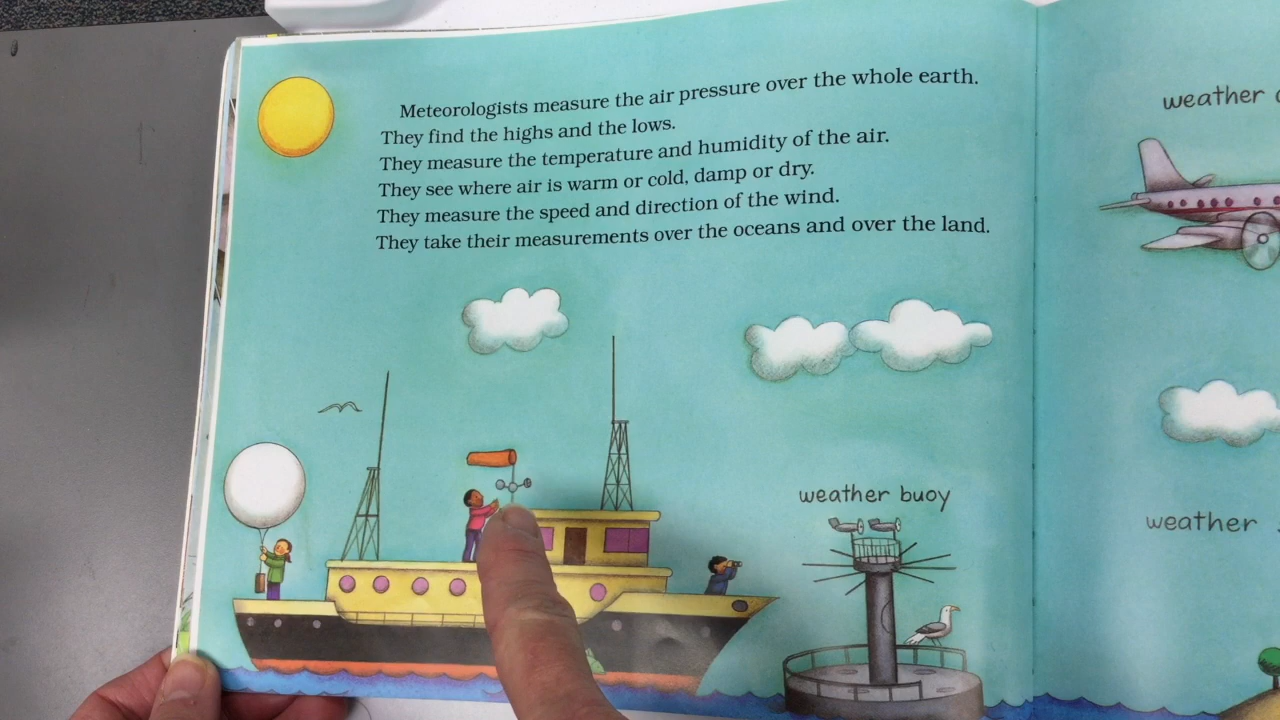 Meteorologists measure the air pressure over the whole earth.
They find the highs and the lows.
They measure the temperature and humidity of the air.
They see where air is warm or cold, damp or dry.
They measure the speed and direction of the wind.
They take their measurements over the oceans and over the land.
weather buoy
weather
weather